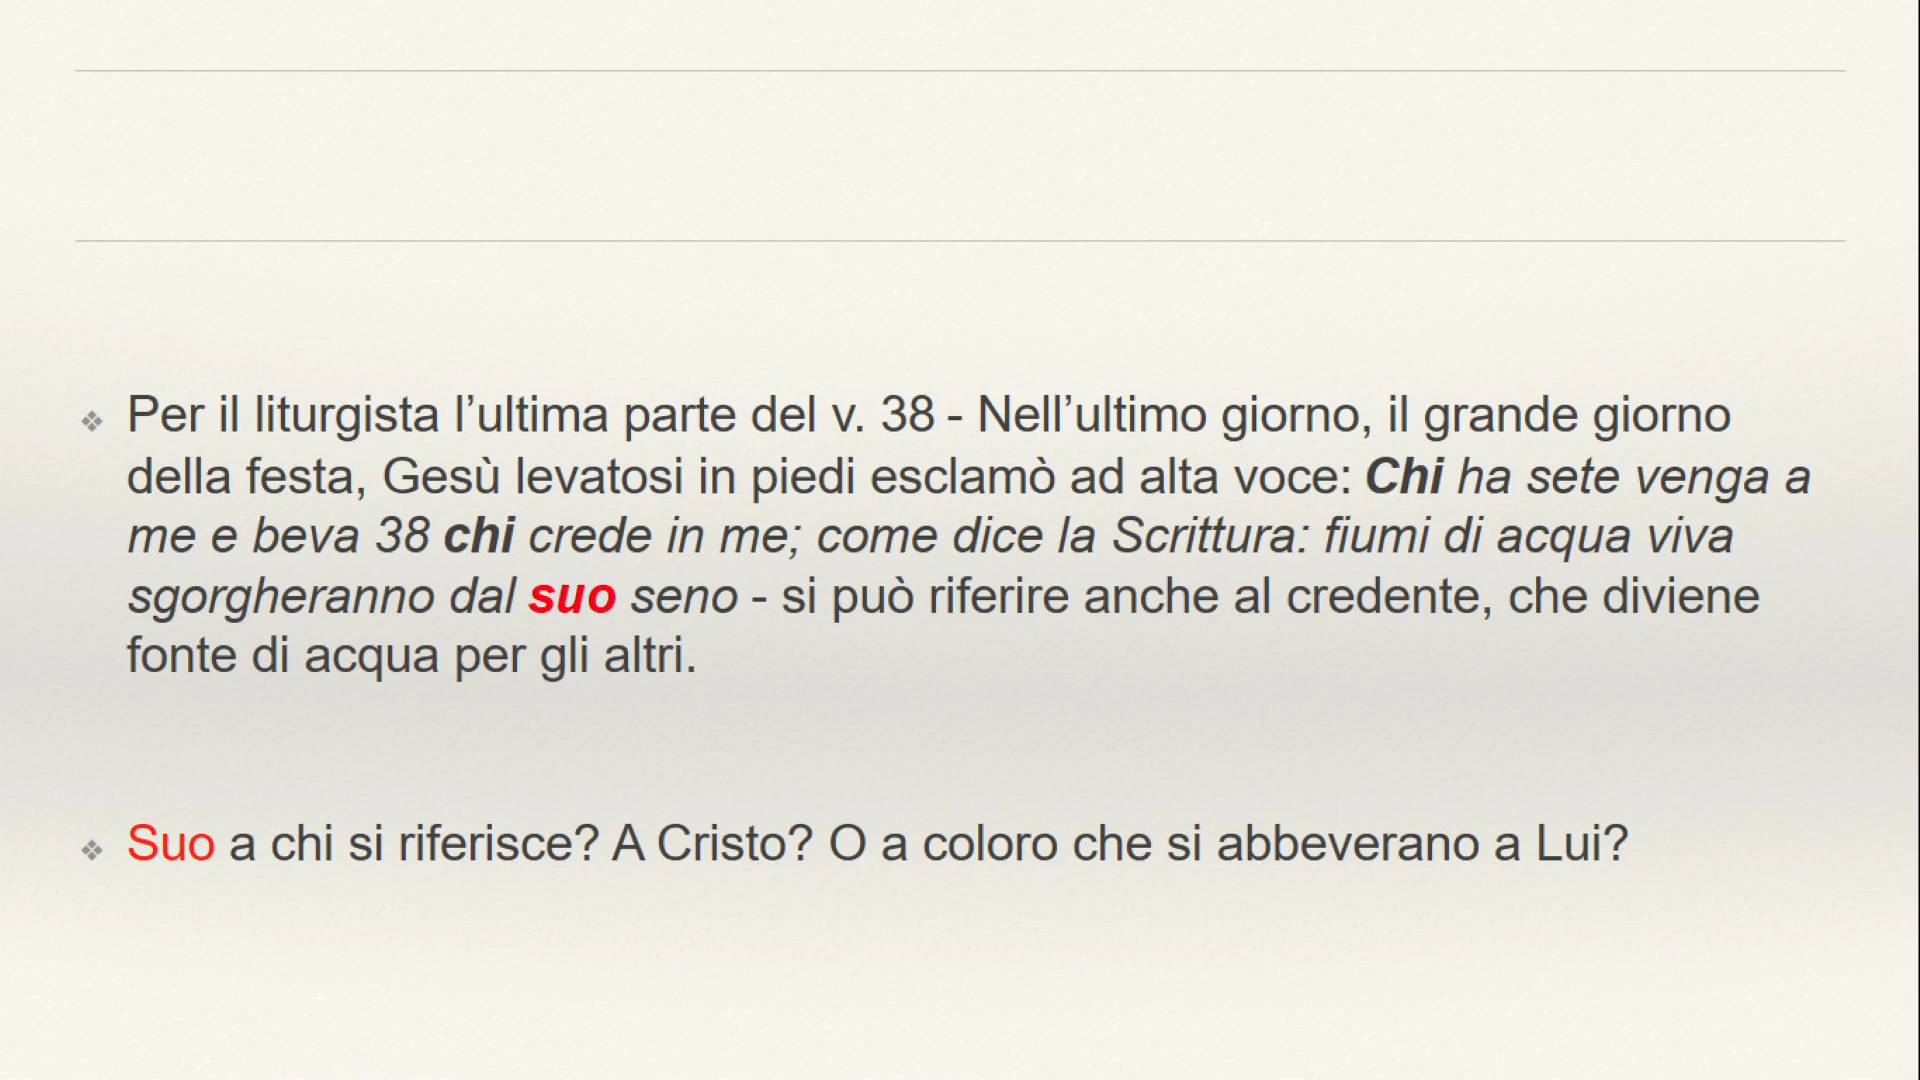 ❖ Per il liturgista l’ultima parte del v. 38 - Nell’ultimo giorno, il grande giorno
della festa, Gesù levatosi in piedi esclamò ad alta voce: Chi ha sete venga a
me e beva 38 chi crede in me; come dice la Scrittura: fiumi di acqua viva
sgorgheranno dal suo seno - si può riferire anche al credente, che diviene
fonte di acqua per gli altri.
❖ Suo a chi si riferisce? A Cristo? O a coloro che si abbeverano a Lui?